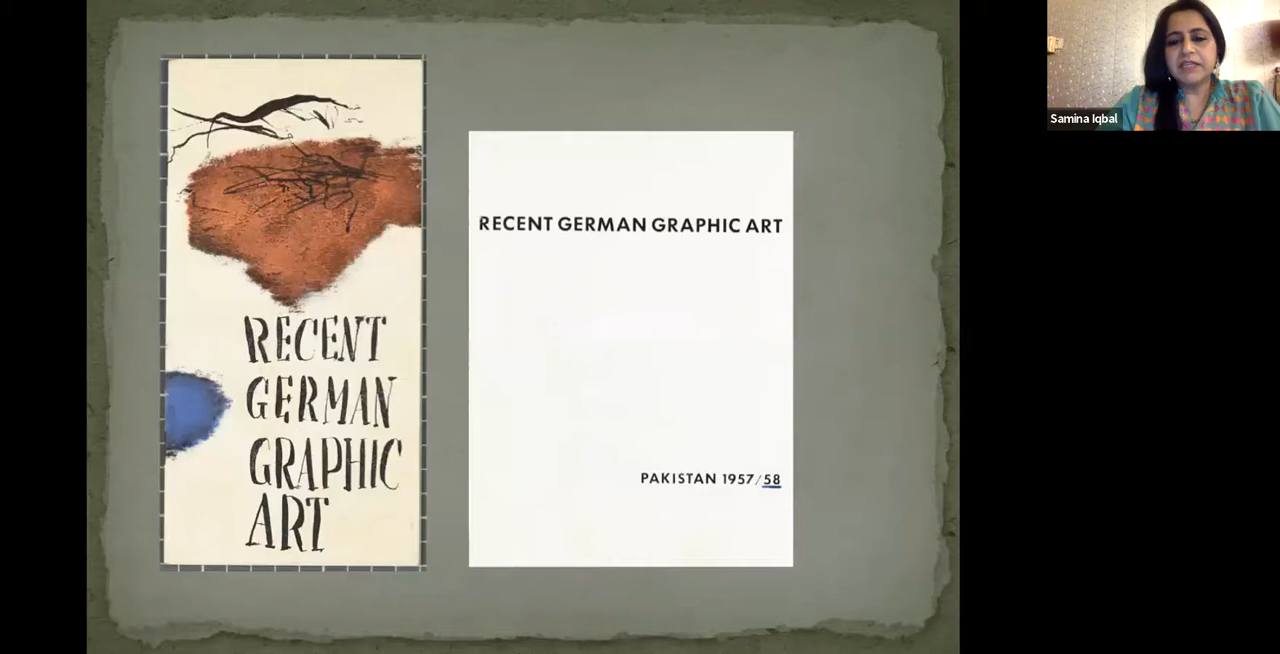 RECENT
GERMAN
GRAPHIC
ART
RECENT GERMAN GRAPHIC ART
PAKISTAN 1957/58
Samina Iqbal